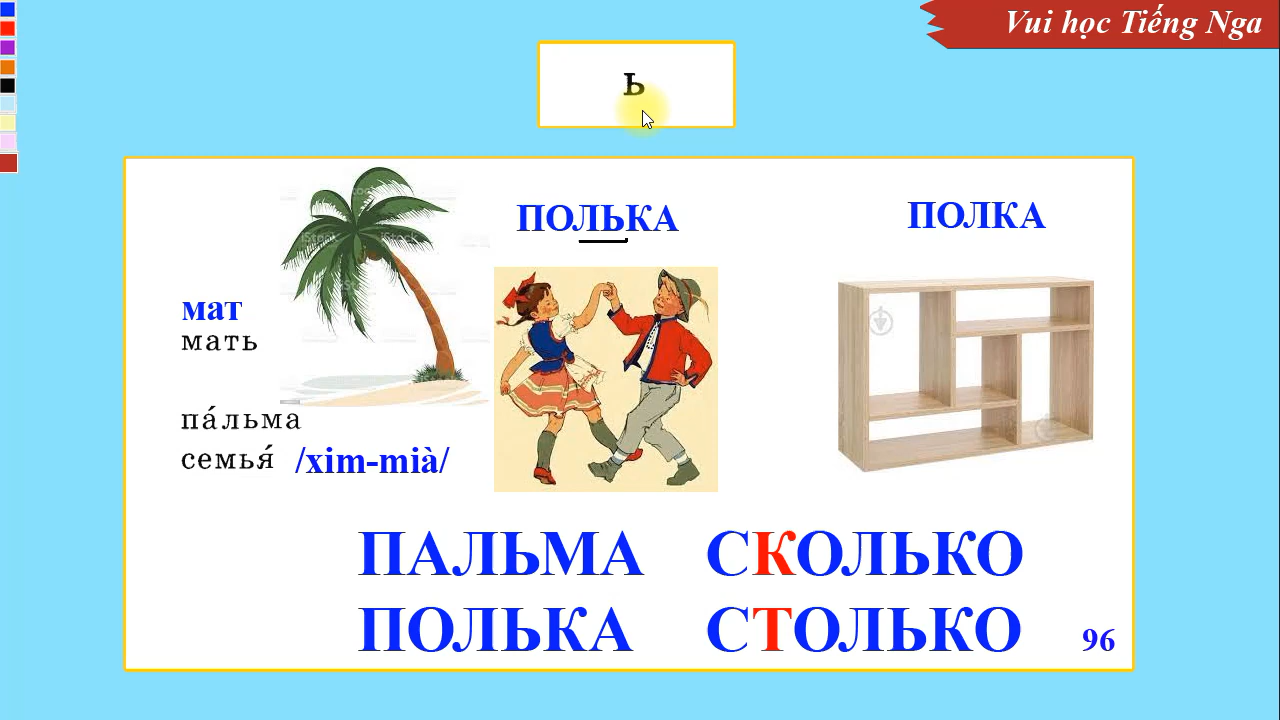 Vui học Tiếng Nga
ь
ПОЛЬКА
ПОЛКА
мат
мать
па́льма
семья́ /xim-mià/
ПАЛЬМА СКОЛЬКО
ПОЛЬКА СТОЛЬКО
96